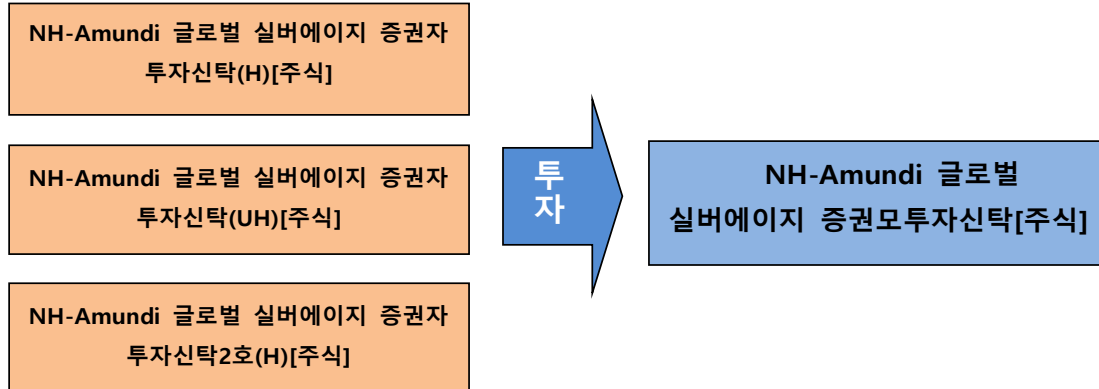 NH-Amundi 글로벌 실버에이지 증권자
투자신탁(H)[주식]
NH-Amundi 글로벌 실버에이지 증권자
투자신탁(UH)[주식]
NH-Amundi 글로벌 실버에이지 증권자
투자신탁2호(H)[주식]
투
자
NH-Amundi 글로벌
실버에이지 증권모투자신탁[주식]